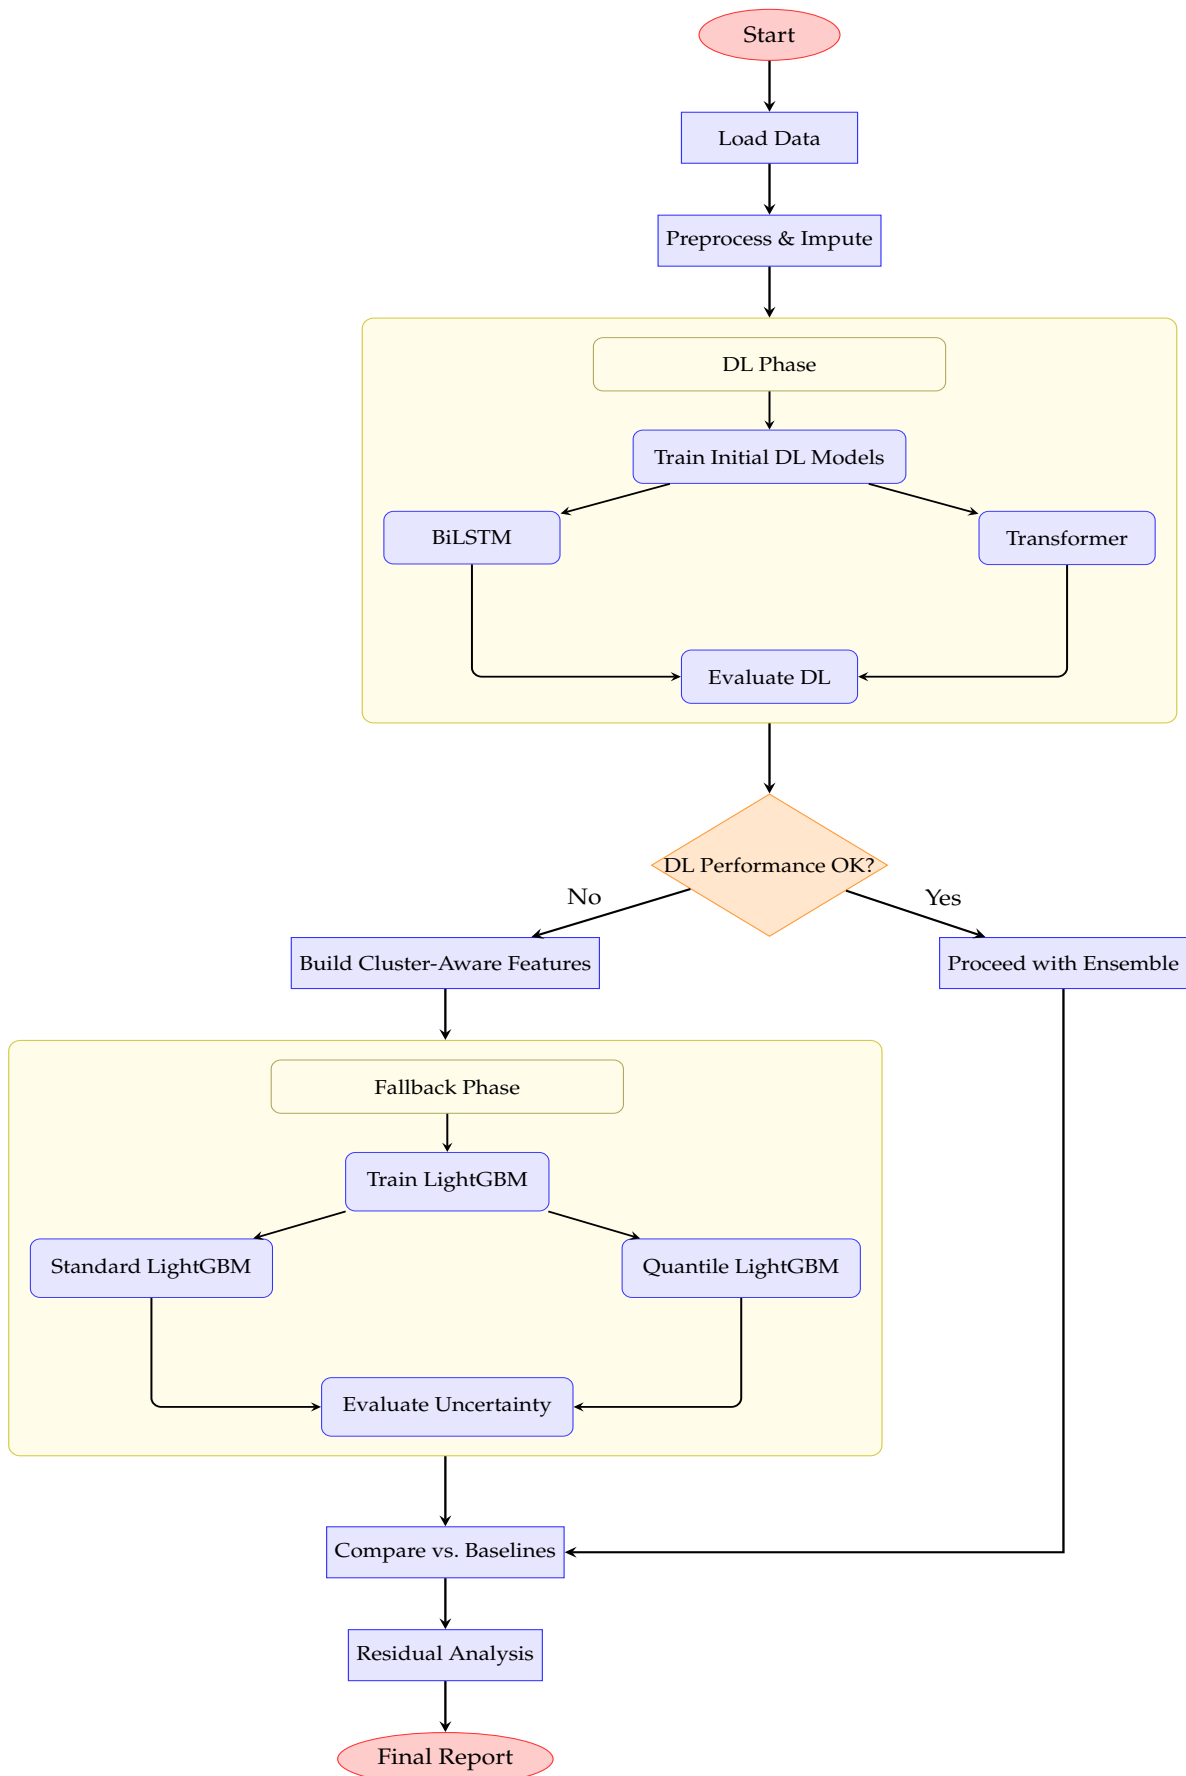 Start
Load Data
Preprocess & Impute
DL Phase
Train Initial DL Models
BiLSTM
Transformer
Evaluate DL
DL Performance OK?
No
Yes
Build Cluster-Aware Features
Proceed with Ensemble
Fallback Phase
Train LightGBM
Standard LightGBM
Quantile LightGBM
Evaluate Uncertainty
Compare vs. Baselines
Residual Analysis
Final Report